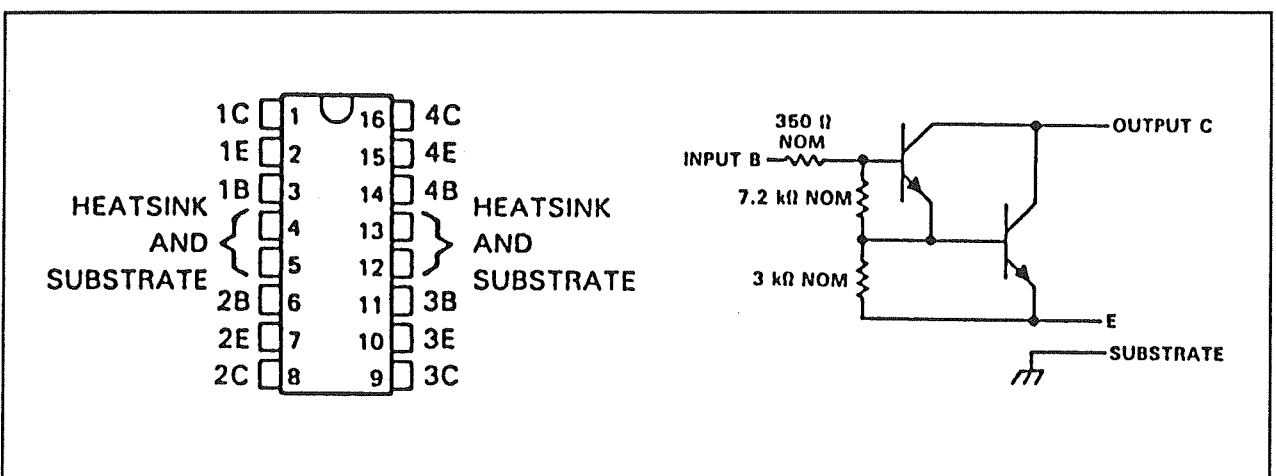 1C 1 16 4C
1E 2 15 4E
1B 3 14 4B
HEATSINK
AND
SUBSTRATE
4 13
5 12
HEATSINK
AND
SUBSTRATE
2B 6 11 3B
2E 7 10 3E
2C 8 9 3C
350 Ω
NOM
INPUT B
OUTPUT C
7.2 kΩ NOM
3 kΩ NOM
E
SUBSTRATE